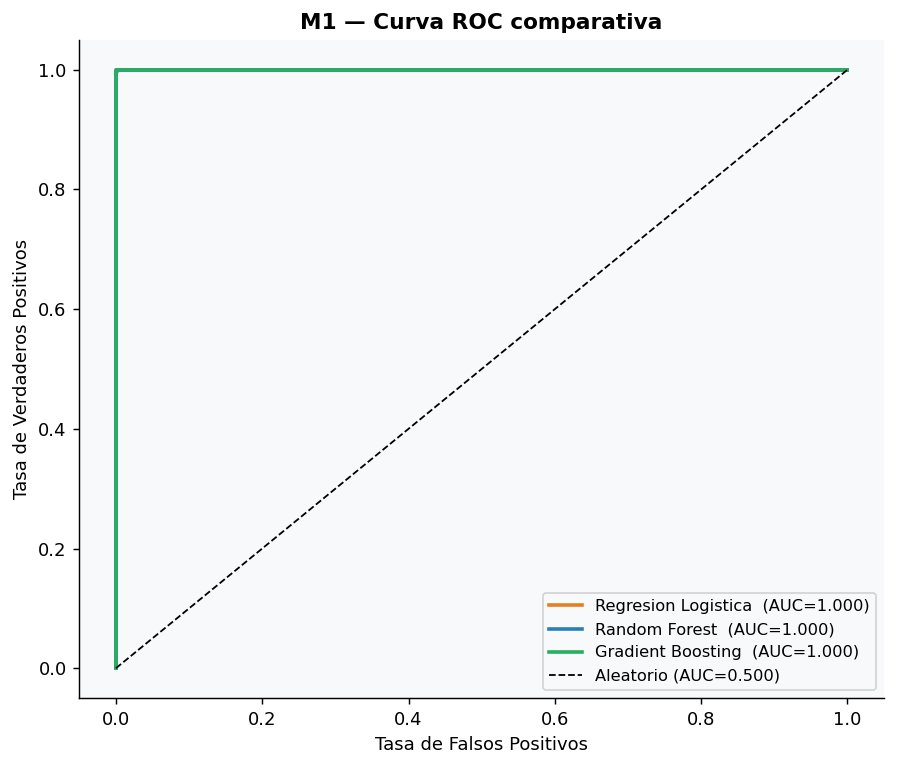 M1 — Curva ROC comparativa
Tasa de Verdaderos Positivos
1.0
0.8
0.6
0.4
0.2
0.0
Regresion Logistica (AUC=1.000)
Random Forest (AUC=1.000)
Gradient Boosting (AUC=1.000)
Aleatorio (AUC=0.500)
0.0 0.2 0.4 0.6 0.8 1.0
Tasa de Falsos Positivos